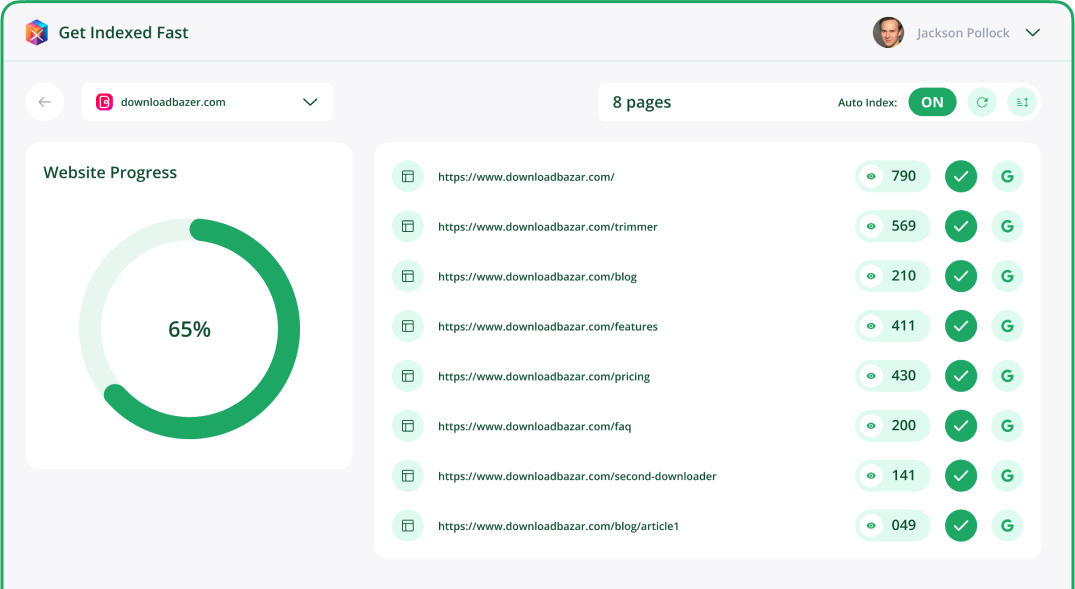 Get Indexed Fast
Jackson Pollock
downloadbazer.com
8 pages
Auto Index:
ON
Website Progress
65%
https://www.downloadbazar.com/
790
G
https://www.downloadbazar.com/trimmer
569
G
https://www.downloadbazar.com/blog
210
G
https://www.downloadbazar.com/features
411
G
https://www.downloadbazar.com/pricing
430
G
https://www.downloadbazar.com/faq
200
G
https://www.downloadbazar.com/second-downloader
141
G
https://www.downloadbazar.com/blog/article1
049
G